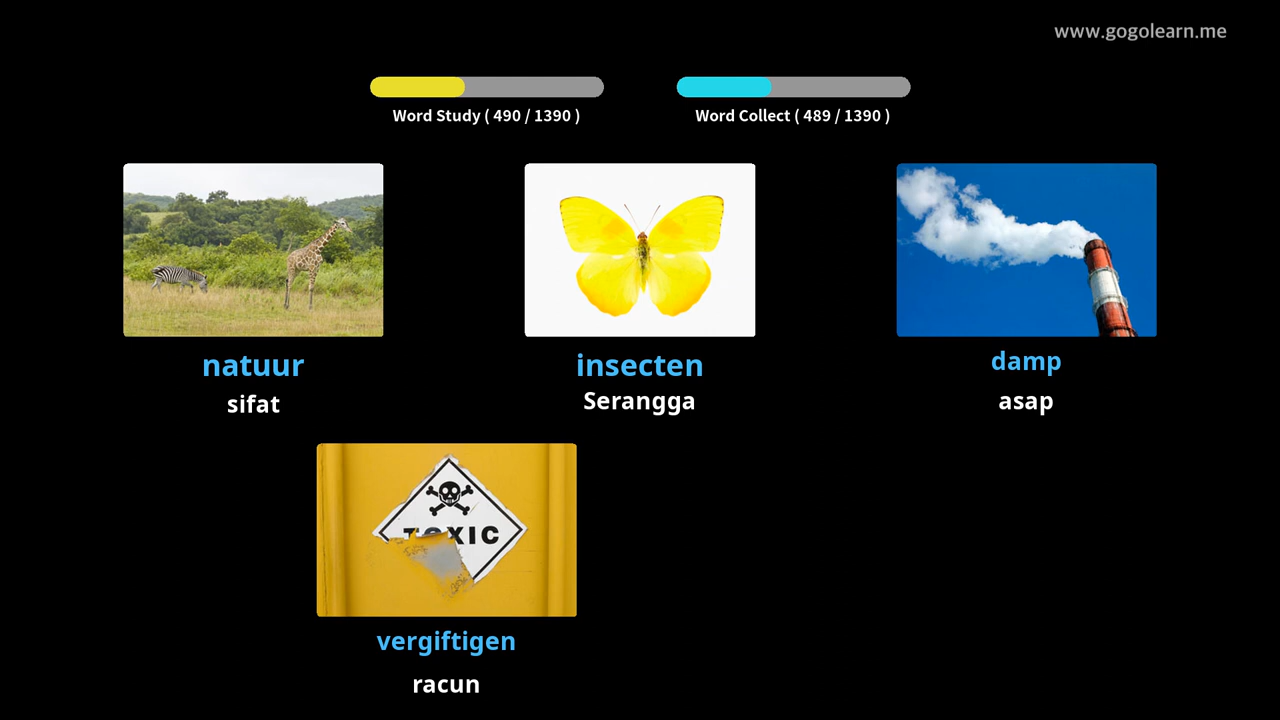 www.gogolearn.me
Word Study ( 490 / 1390 )
Word Collect ( 489 / 1390 )
natuur
sifat
insecten
Serangga
damp
asap
TOXIC
vergiftigen
racun